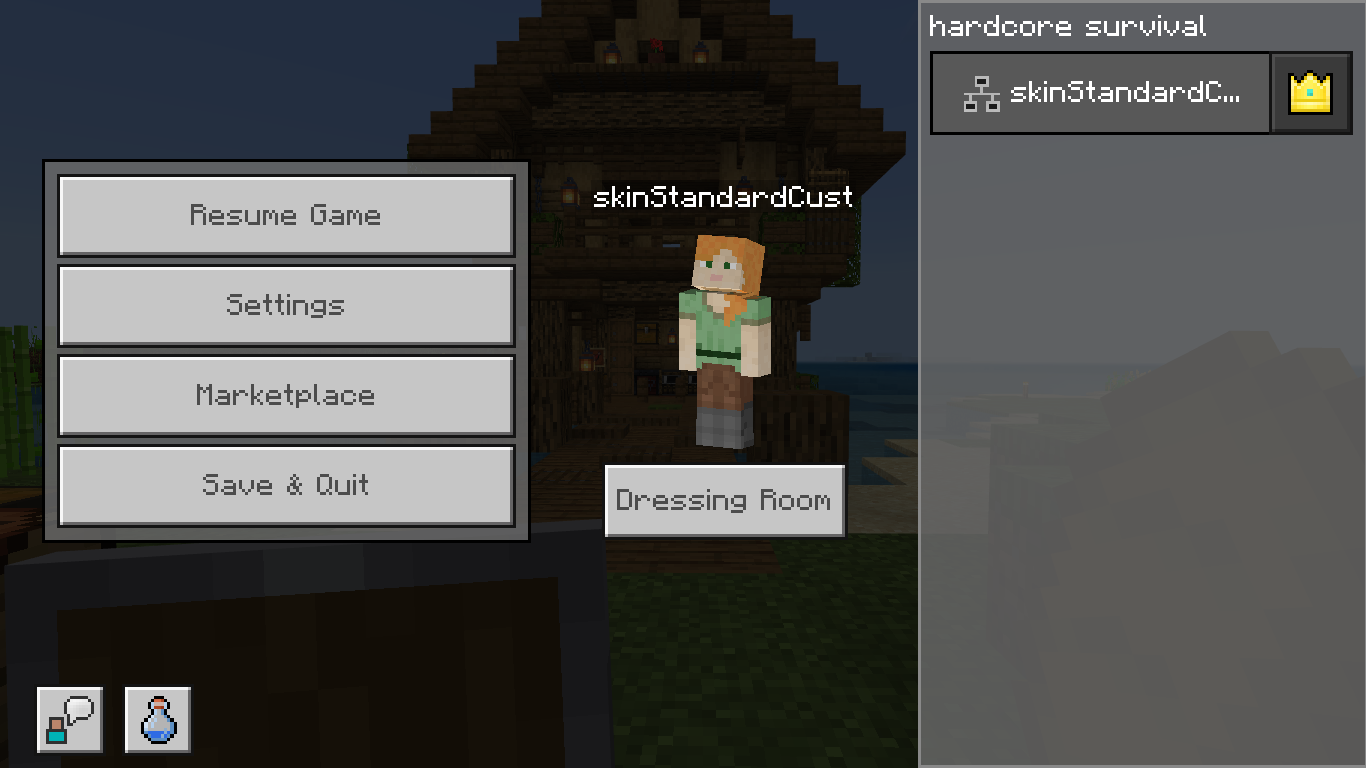 hardcore survival
skinStandardC...
Resume Game
Settings
Marketplace
Save & Quit
skinStandardCust
Dressing Room